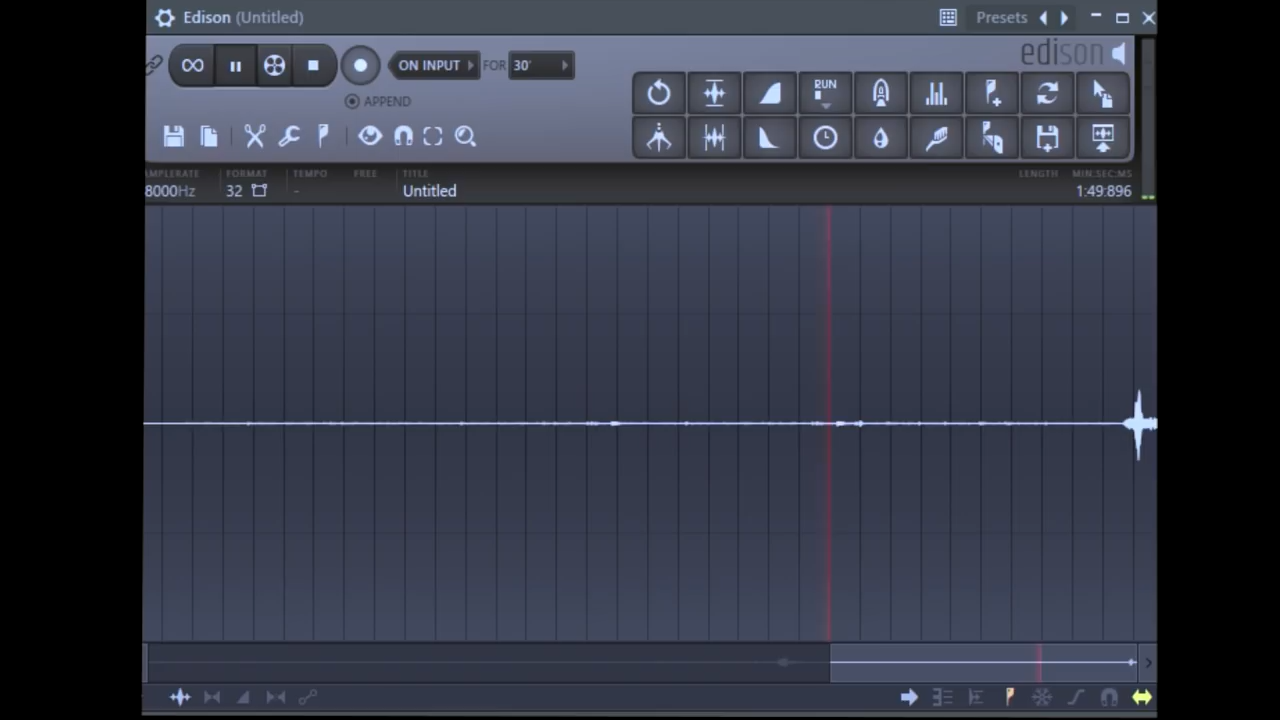 Edison (Untitled)
Presets
edison
ON INPUT FOR 30'
APPEND
RUN
AMPLERATE FORMAT TEMPO FREE TITLE LENGTH MIN:SEC:MS
8000Hz 32 - Untitled 1:49:896